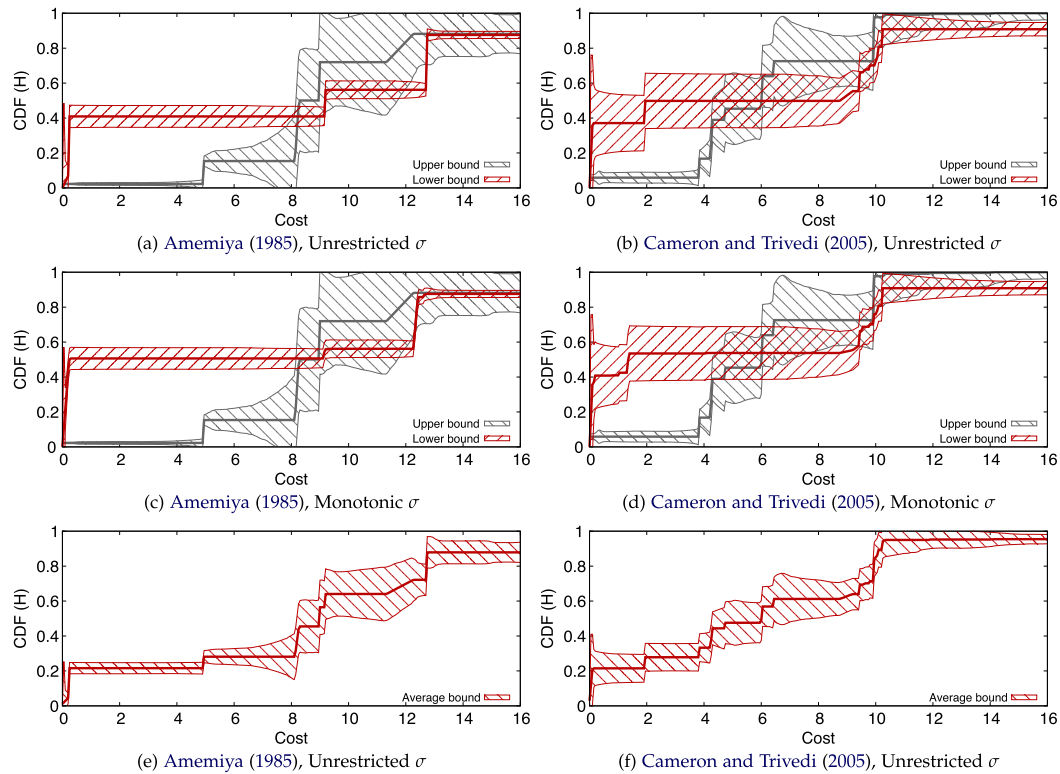 1
0.8
0.6
0.4
0.2
0
CDF (H)
0 2 4 6 8 10 12 14 16
Cost
Upper bound
Lower bound
(a) Amemiya (1985), Unrestricted σ
1
0.8
0.6
0.4
0.2
0
CDF (H)
0 2 4 6 8 10 12 14 16
Cost
Upper bound
Lower bound
(b) Cameron and Trivedi (2005), Unrestricted σ
1
0.8
0.6
0.4
0.2
0
CDF (H)
0 2 4 6 8 10 12 14 16
Cost
Upper bound
Lower bound
(c) Amemiya (1985), Monotonic σ
1
0.8
0.6
0.4
0.2
0
CDF (H)
0 2 4 6 8 10 12 14 16
Cost
Upper bound
Lower bound
(d) Cameron and Trivedi (2005), Monotonic σ
1
0.8
0.6
0.4
0.2
0
CDF (H)
0 2 4 6 8 10 12 14 16
Cost
Average bound
(e) Amemiya (1985), Unrestricted σ
1
0.8
0.6
0.4
0.2
0
CDF (H)
0 2 4 6 8 10 12 14 16
Cost
Average bound
(f) Cameron and Trivedi (2005), Unrestricted σ